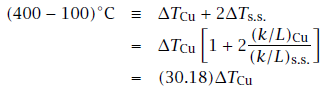 (400 − 100)°C ≡ ΔT_Cu + 2ΔT_s.s.
= ΔT_Cu [1 + 2 (k/L)_Cu / (k/L)_s.s.]
= (30.18)ΔT_Cu